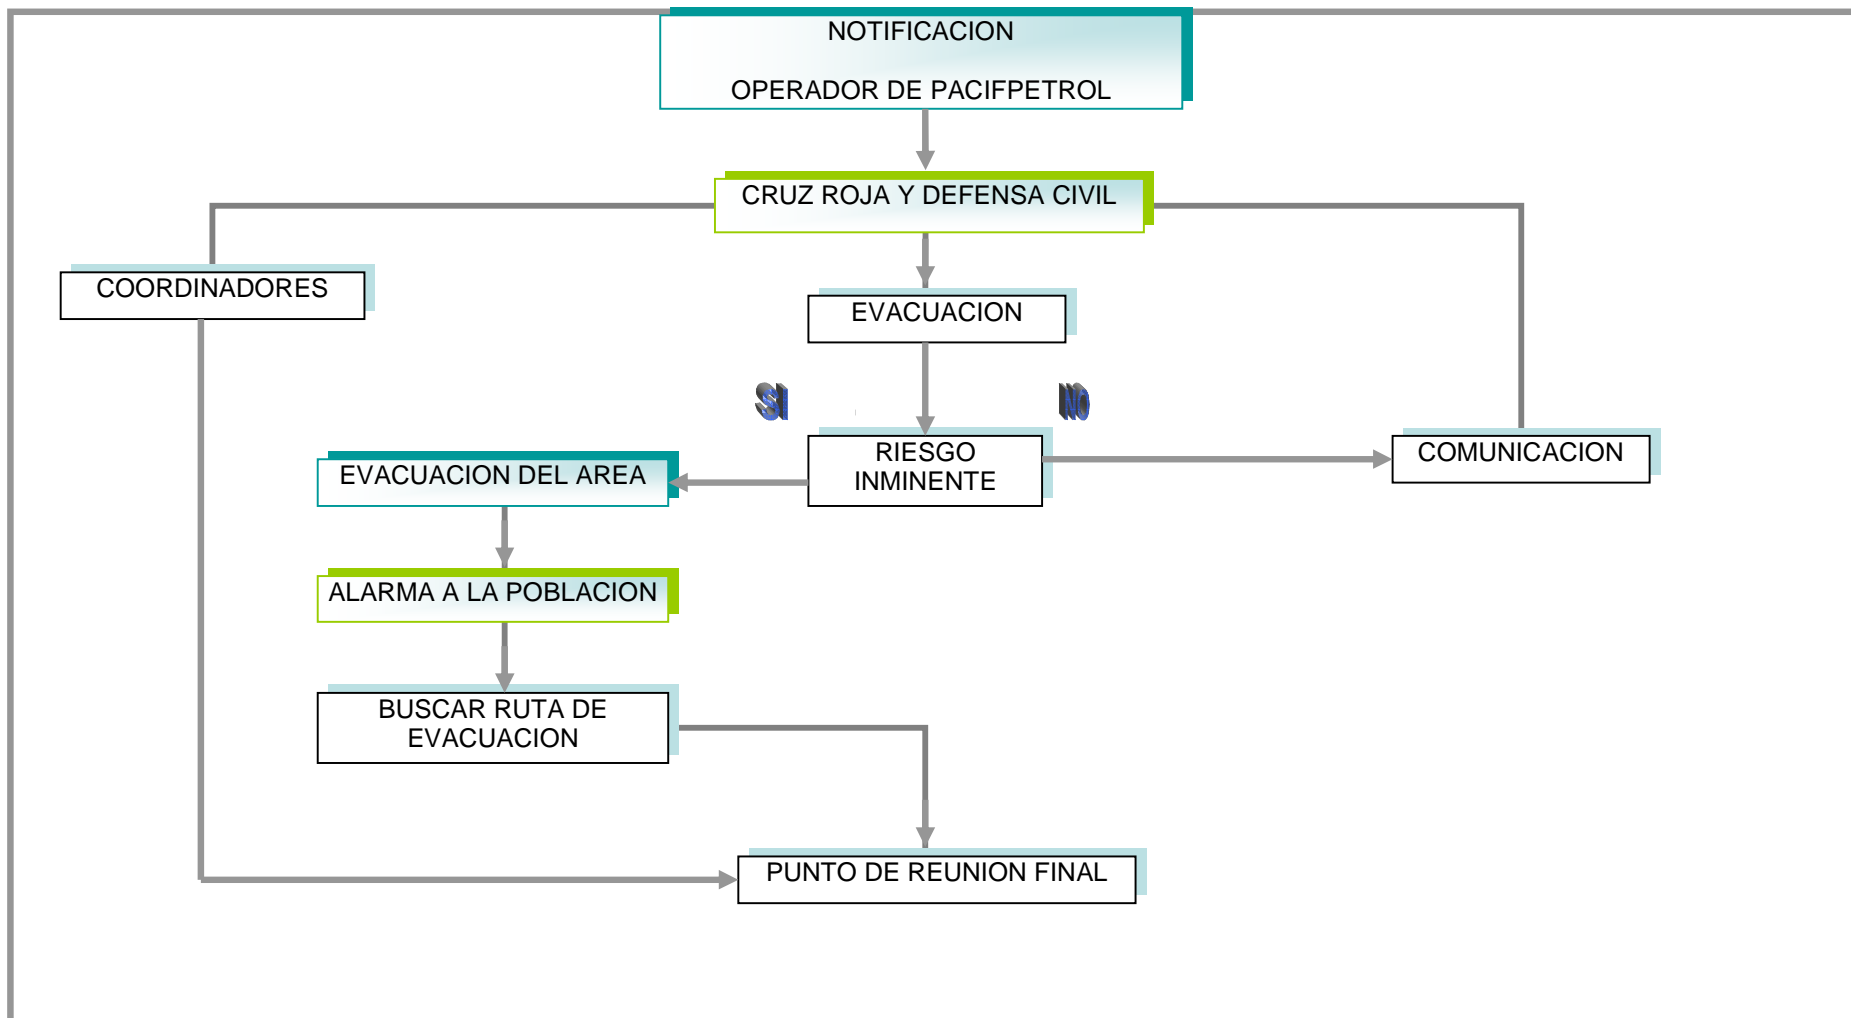 NOTIFICACION
OPERADOR DE PACIFPETROL
CRUZ ROJA Y DEFENSA CIVIL
COORDINADORES
EVACUACION
SI
NO
RIESGO
INMINENTE
COMUNICACION
EVACUACION DEL AREA
ALARMA A LA POBLACION
BUSCAR RUTA DE
EVACUACION
PUNTO DE REUNION FINAL